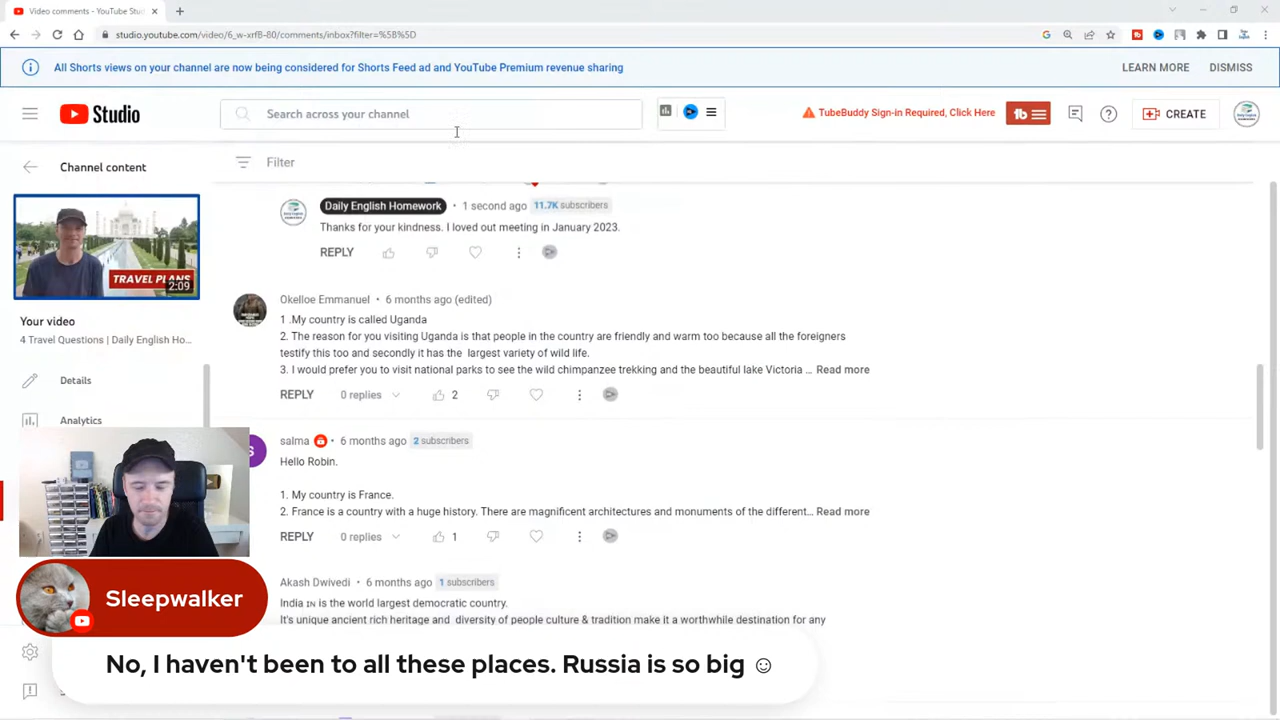 Video comments - YouTube Stu
studio.youtube.com/video/6_w-xrfB-80/comments/inbox?filter=%5B%5D
All Shorts views on your channel are now being considered for Shorts Feed ad and YouTube Premium revenue sharing
LEARN MORE
DISMISS
Studio
Search across your channel
TubeBuddy Sign-in Required, Click Here
tb
CREATE
Channel content
Filter
TRAVEL PLANS
2:09
Your video
4 Travel Questions | Daily English Ho...
Details
Analytics
Daily English Homework • 1 second ago 11.7K subscribers
Thanks for your kindness. I loved out meeting in January 2023.
REPLY
Okelloe Emmanuel • 6 months ago (edited)
1 .My country is called Uganda
2. The reason for you visiting Uganda is that people in the country are friendly and warm too because all the foreigners
testify this too and secondly it has the largest variety of wild life.
3. I would prefer you to visit national parks to see the wild chimpanzee trekking and the beautiful lake Victoria ... Read more
REPLY 0 replies 2
salma • 6 months ago 2 subscribers
Hello Robin.
1. My country is France.
2. France is a country with a huge history. There are magnificent architectures and monuments of the different... Read more
REPLY 0 replies 1
Akash Dwivedi • 6 months ago 1 subscribers
India IN is the world largest democratic country.
It's unique ancient rich heritage and diversity of people culture & tradition make it a worthwhile destination for any
Sleepwalker
No, I haven't been to all these places. Russia is so big ☺